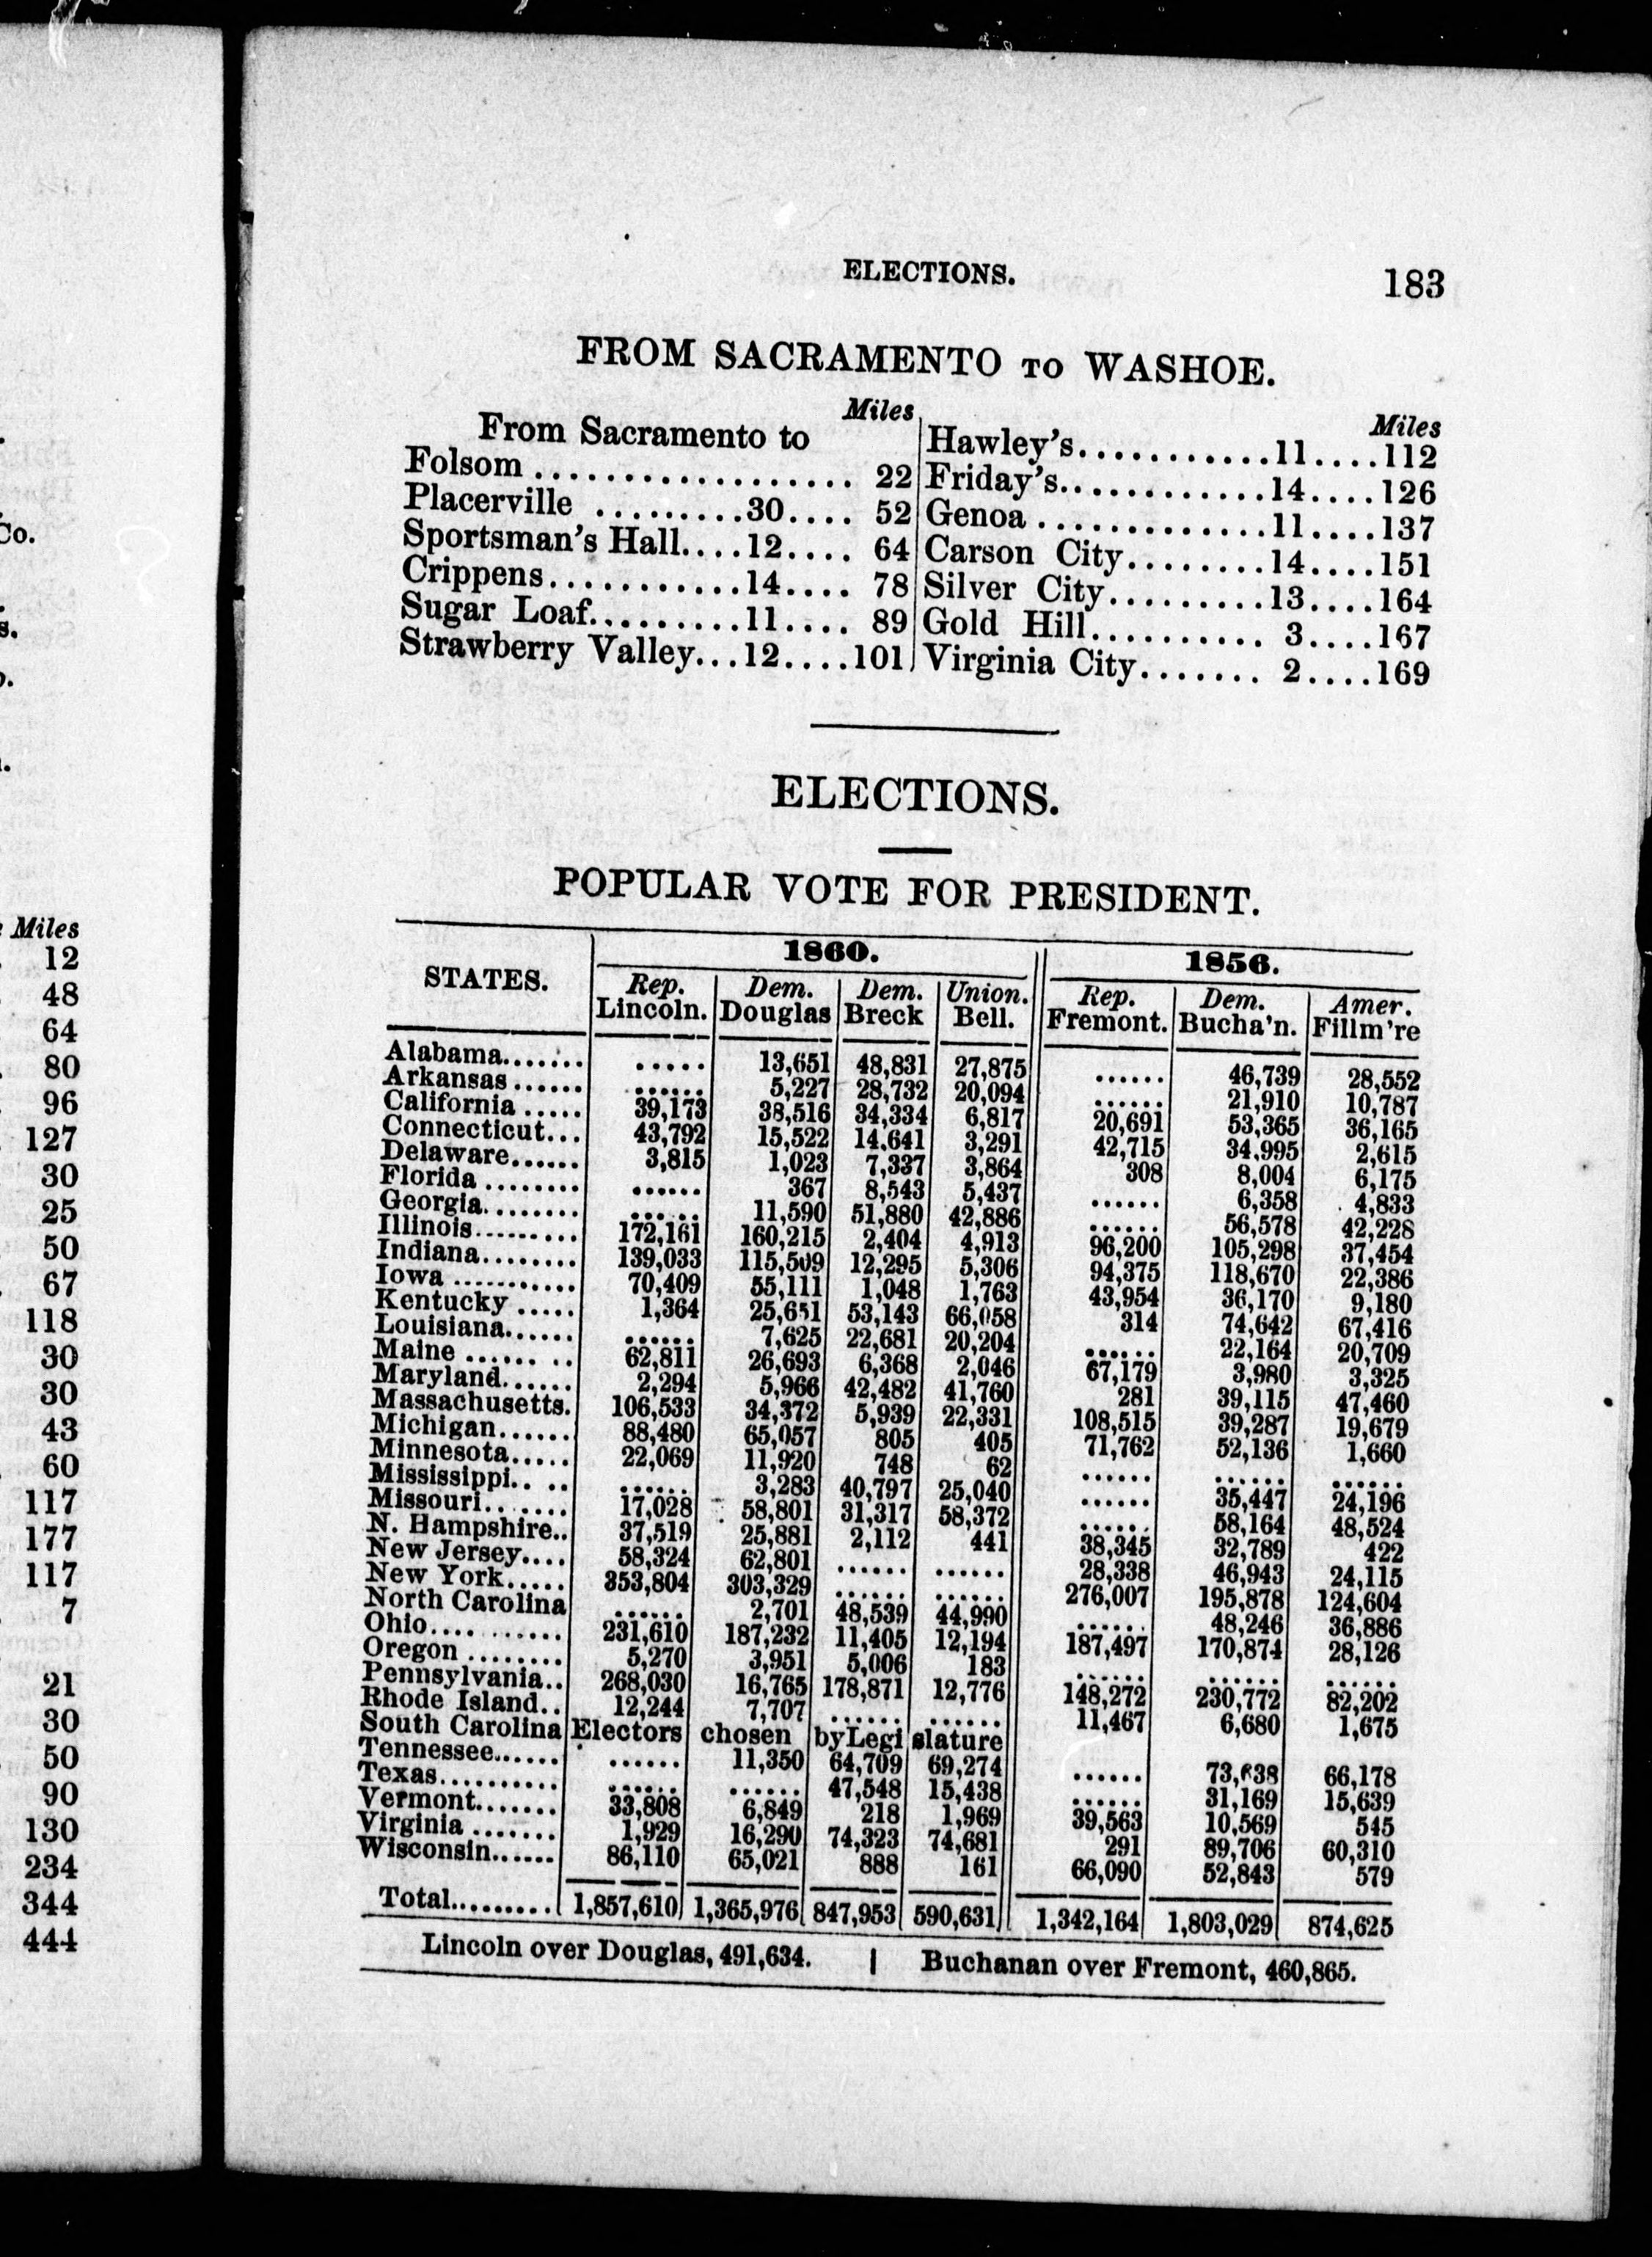 Co.
s.
Miles
12
48
64
80
96
127
30
25
50
67
118
30
30
43
60
117
177
117
7
21
30
50
90
130
234
344
444
ELECTIONS. 183
FROM SACRAMENTO TO WASHOE.
Miles
From Sacramento to
Folsom .................. 22
Placerville .........30.... 52
Sportsman's Hall....12.... 64
Crippens...........14.... 78
Sugar Loaf.........11.... 89
Strawberry Valley...12....101
Miles
Hawley's...........11....112
Friday's............14....126
Genoa .............11....137
Carson City........14....151
Silver City.........13....164
Gold Hill.......... 3....167
Virginia City....... 2....169
ELECTIONS.
POPULAR VOTE FOR PRESIDENT.
STATES. 1860. 1856.
Rep. Dem. Dem. Union. Rep. Dem. Amer.
Lincoln. Douglas Breck Bell. Fremont. Bucha'n. Fillm're
Alabama....... ..... 13,651 48,831 27,875 ...... 46,739 28,552
Arkansas ...... ...... 5,227 28,732 20,094 ...... 21,910 10,787
California ..... 39,173 38,516 34,334 6,817 20,691 53,365 36,165
Connecticut... 43,792 15,522 14,641 3,291 42,715 34,995 2,615
Delaware...... 3,815 1,023 7,337 3,864 308 8,004 6,175
Florida ........ ...... 367 8,543 5,437 ...... 6,358 4,833
Georgia........ ...... 11,590 51,880 42,886 ...... 56,578 42,228
Illinois.......... 172,161 160,215 2,404 4,913 96,200 105,298 37,454
Indiana........ 139,033 115,509 12,295 5,306 94,375 118,670 22,386
Iowa ............ 70,409 55,111 1,048 1,763 43,954 36,170 9,180
Kentucky ..... 1,364 25,651 53,143 66,058 314 74,642 67,416
Louisiana...... ...... 7,625 22,681 20,204 ...... 22,164 20,709
Maine ...... .. 62,811 26,693 6,368 2,046 67,179 3,980 3,325
Maryland...... 2,294 5,966 42,482 41,760 281 39,115 47,460
Massachusetts. 106,533 34,372 5,939 22,331 108,515 39,287 19,679
Michigan...... 88,480 65,057 805 405 71,762 52,136 1,660
Minnesota..... 22,069 11,920 748 62 ...... ...... ......
Mississippi.. .. ...... 3,283 40,797 25,040 ...... 35,447 24,196
Missouri....... 17,028 58,801 31,317 58,372 ...... 58,164 48,524
N. Hampshire.. 37,519 25,881 2,112 441 38,345 32,789 422
New Jersey.... 58,324 62,801 ...... ...... 28,338 46,943 24,115
New York..... 353,804 303,329 ...... ...... 276,007 195,878 124,604
North Carolina ...... 2,701 48,539 44,990 ...... 48,246 36,886
Ohio........... 231,610 187,232 11,405 12,194 187,497 170,874 28,126
Oregon ........ 5,270 3,951 5,006 183 ...... ...... ......
Pennsylvania.. 268,030 16,765 178,871 12,776 148,272 230,772 82,202
Rhode Island.. 12,244 7,707 ...... ...... 11,467 6,680 1,675
South Carolina Electors chosen byLegi slature
Tennessee...... ...... 11,350 64,709 69,274 ...... 73,638 66,178
Texas.......... ...... ...... 47,548 15,438 ...... 31,169 15,639
Vermont....... 33,808 6,849 218 1,969 39,563 10,569 545
Virginia ....... 1,929 16,290 74,323 74,681 291 89,706 60,310
Wisconsin...... 86,110 65,021 888 161 66,090 52,843 579
Total......... 1,857,610 1,365,976 847,953 590,631 1,342,164 1,803,029 874,625
Lincoln over Douglas, 491,634. | Buchanan over Fremont, 460,865.